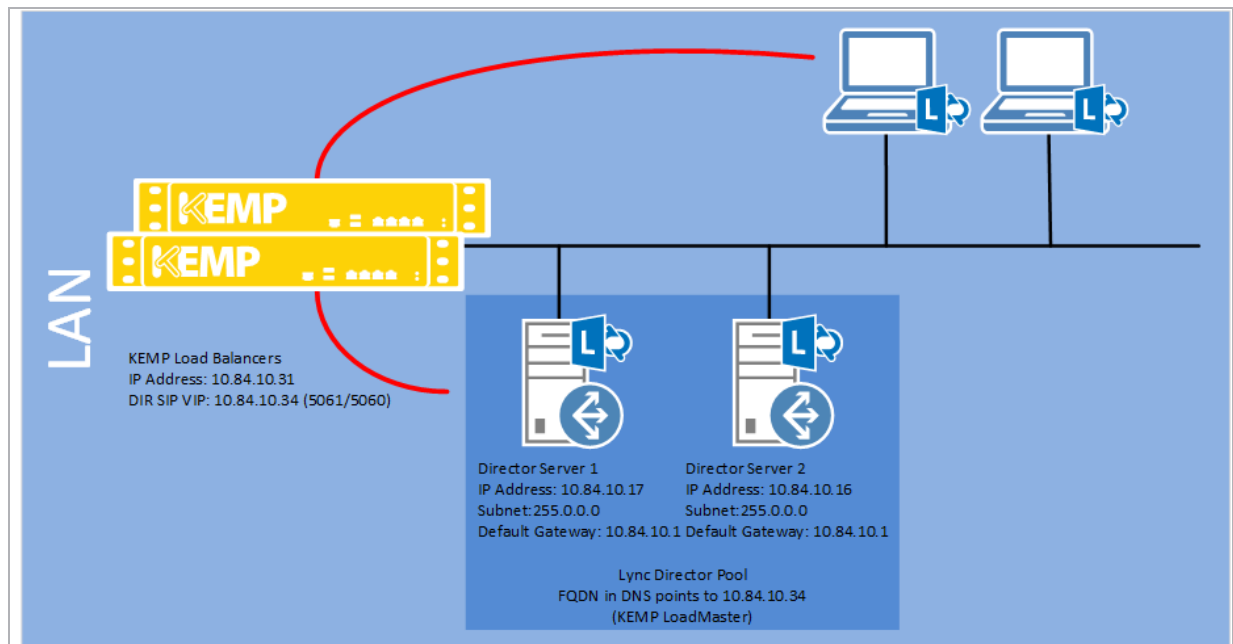 KEMP
KEMP
LAN
L
L
KEMP Load Balancers
IP Address: 10.84.10.31
DIR SIP VIP: 10.84.10.34 (5061/5060)
L
L
Director Server 1
IP Address: 10.84.10.17
Subnet:255.0.0.0
Default Gateway: 10.84.10.1
Director Server 2
IP Address: 10.84.10.16
Subnet:255.0.0.0
Default Gateway: 10.84.10.1
Lync Director Pool
FQDN in DNS points to 10.84.10.34
(KEMP LoadMaster)